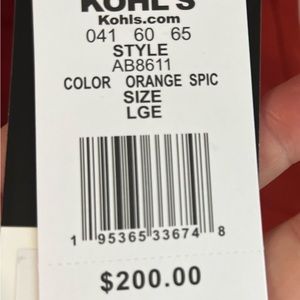 KOHL'S
Kohls.com
041 60 65
STYLE
AB8611
COLOR ORANGE SPIC
SIZE
LGE
1 95365 33674 8
$200.00